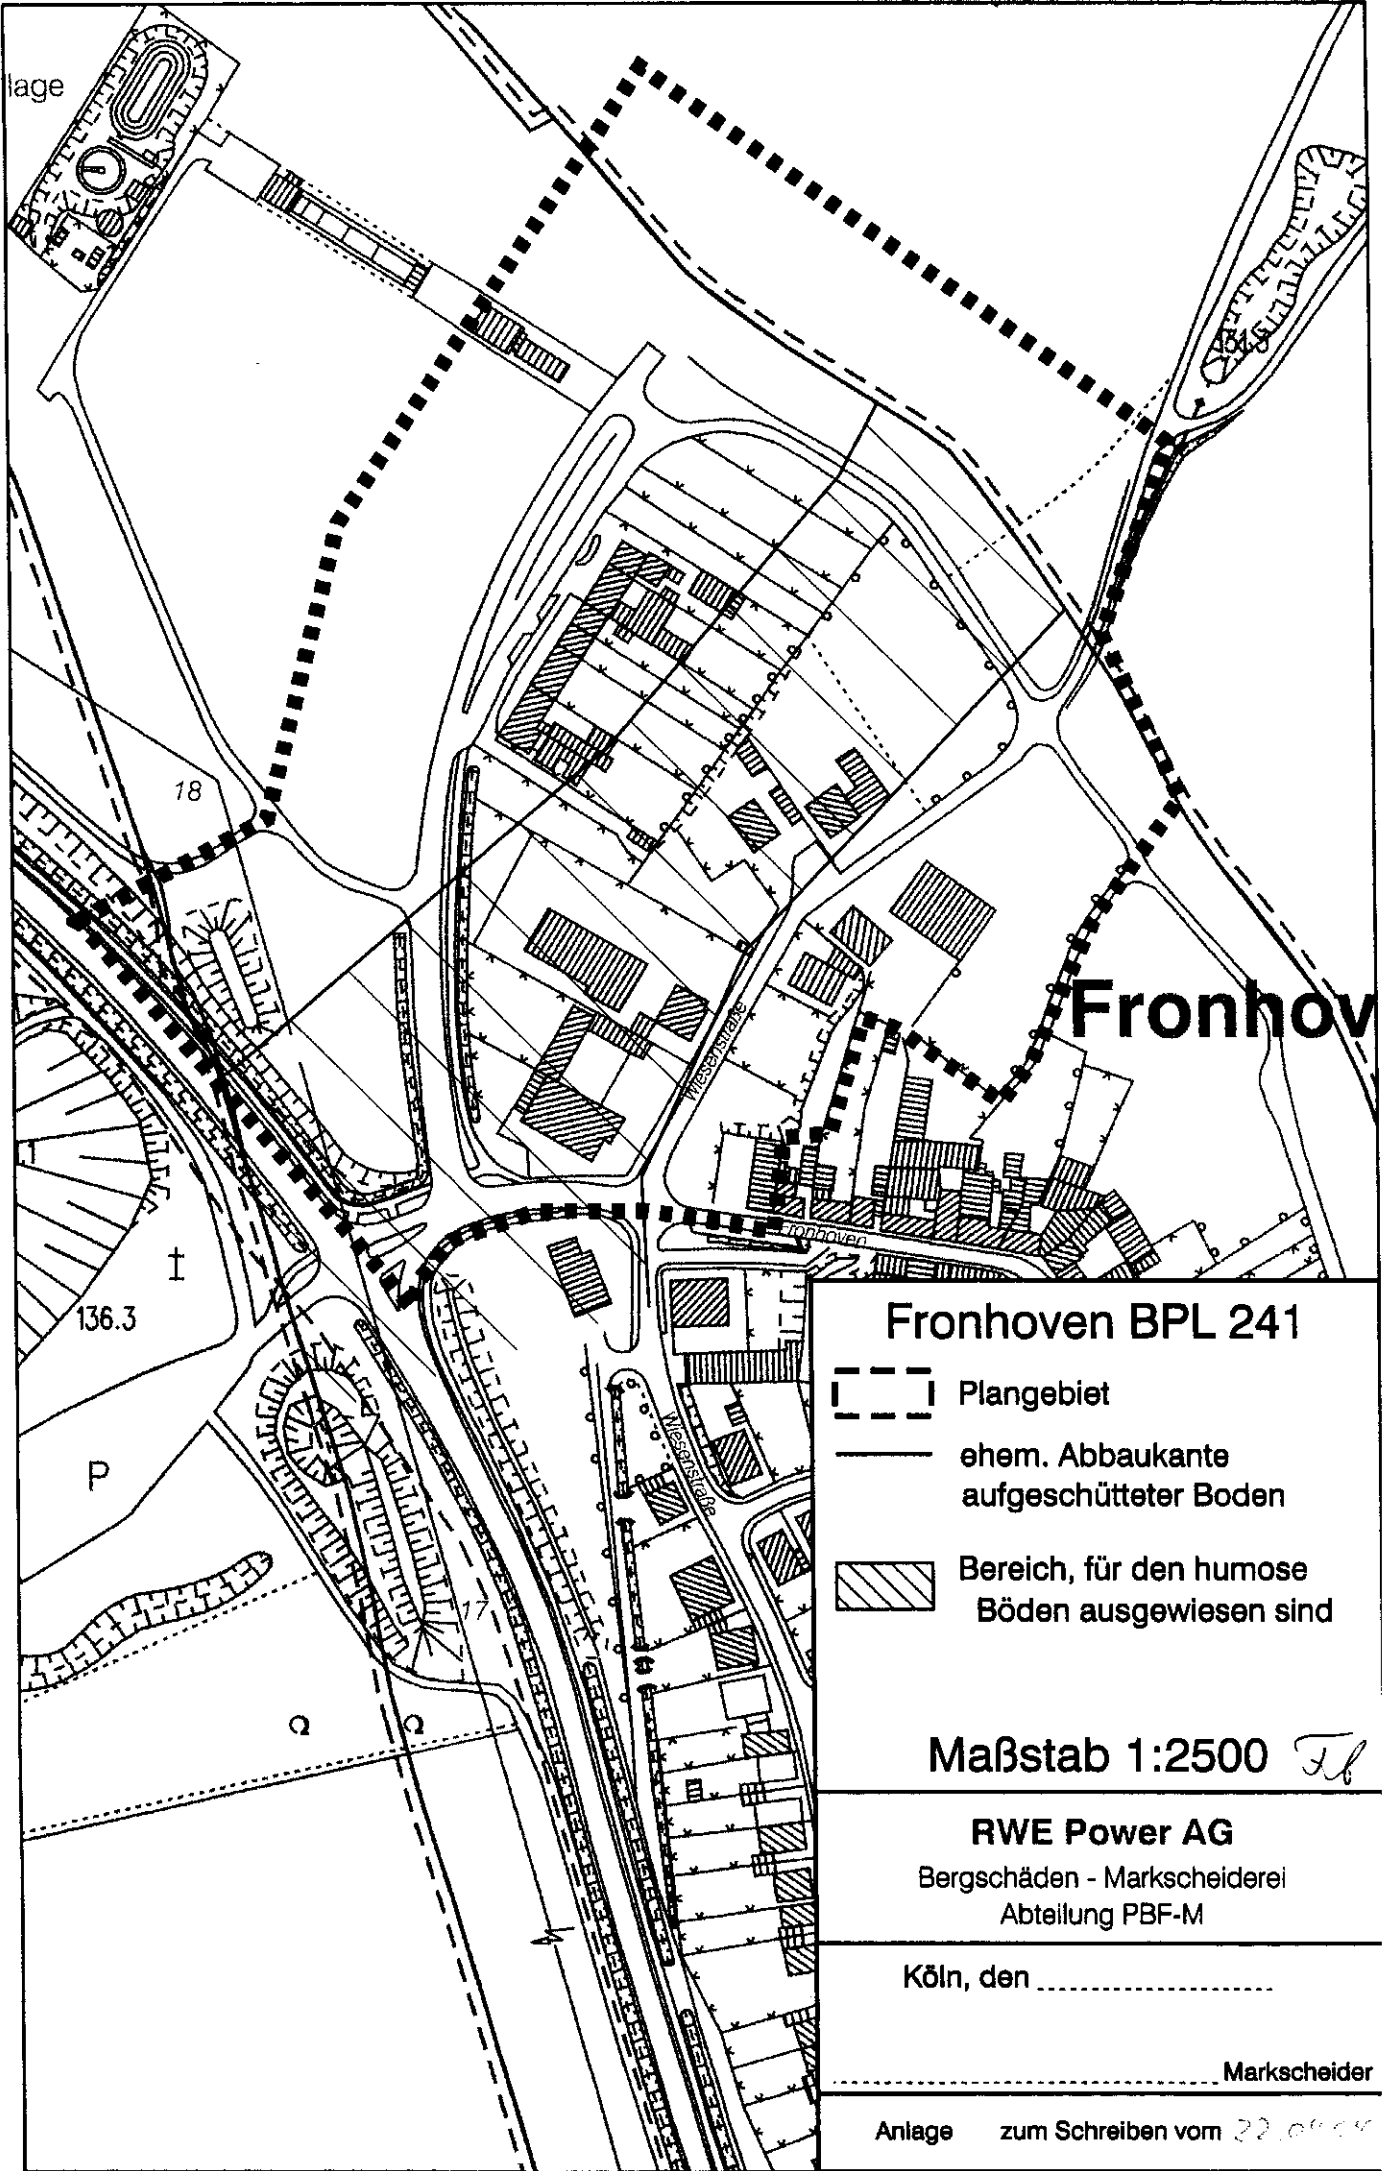 lage
1515
18
Fronhov
Wiesenstraße
Fronhoven
1
136.3
P
Wiesenstraße
17
Fronhoven BPL 241
Plangebiet
ehem. Abbaukante
aufgeschütteter Boden
Bereich, für den humose
Böden ausgewiesen sind
Maßstab 1:2500
RWE Power AG
Bergschäden - Markscheiderei
Abteilung PBF-M
Köln, den
Markscheider
Anlage zum Schreiben vom